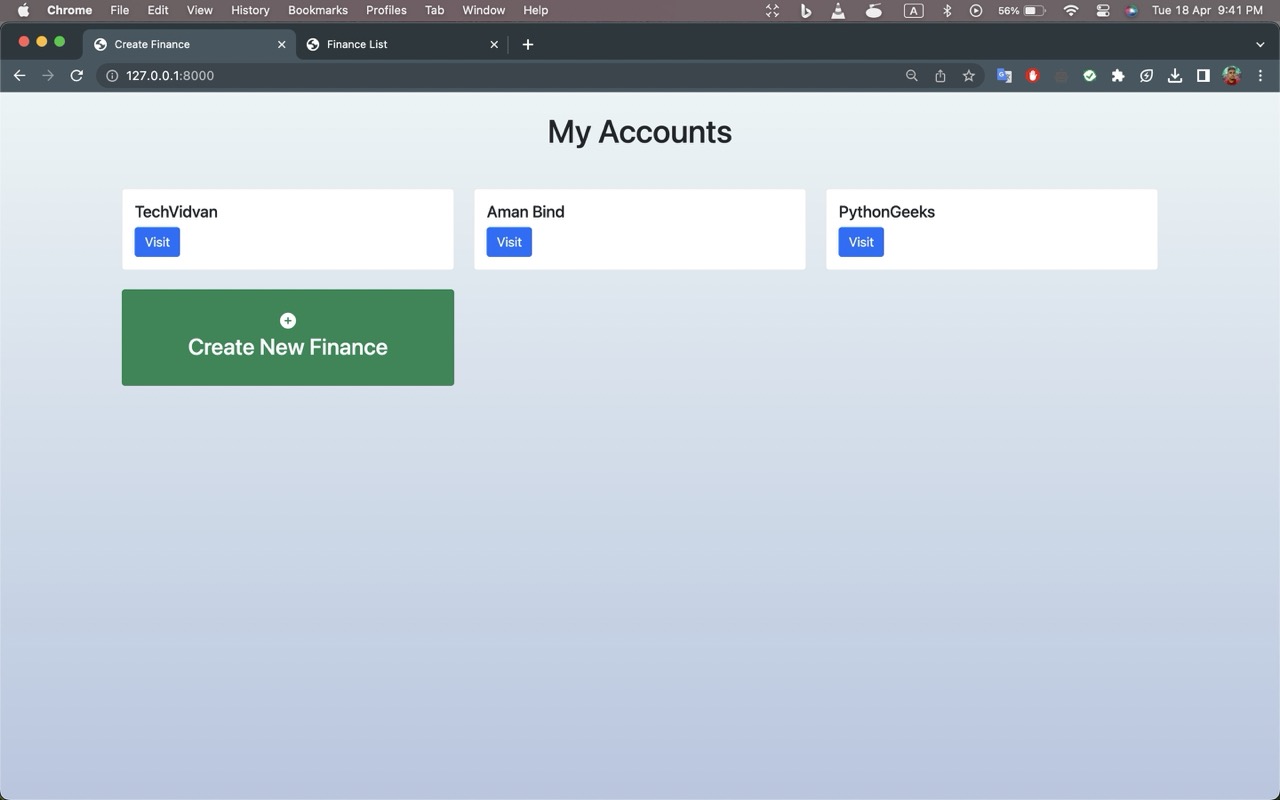 Chrome File Edit View History Bookmarks Profiles Tab Window Help A 56% Tue 18 Apr 9:41 PM
Create Finance Finance List
127.0.0.1:8000
My Accounts
TechVidvan Aman Bind PythonGeeks
Visit Visit Visit
Create New Finance